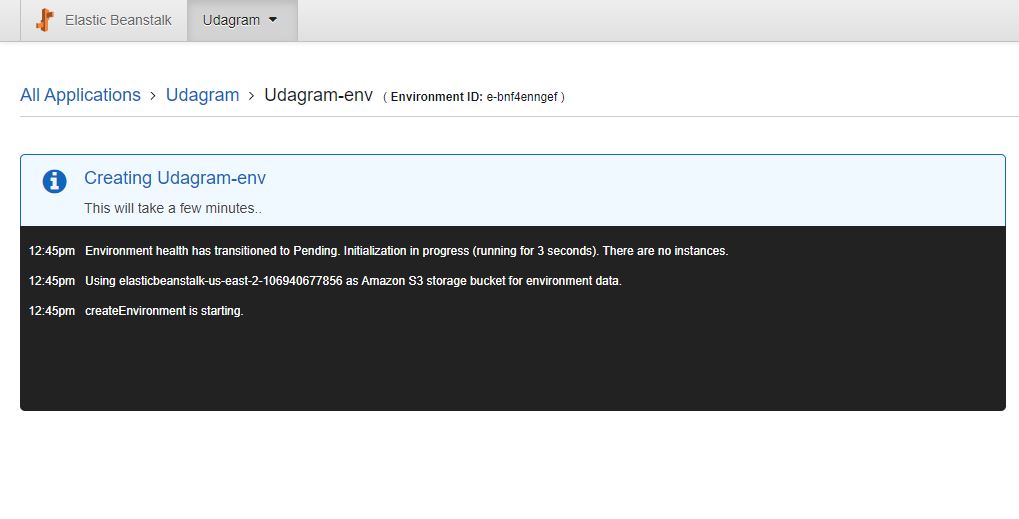 Elastic Beanstalk Udagram
All Applications > Udagram > Udagram-env ( Environment ID: e-bnf4enngef )
Creating Udagram-env
This will take a few minutes..
12:45pm Environment health has transitioned to Pending. Initialization in progress (running for 3 seconds). There are no instances.
12:45pm Using elasticbeanstalk-us-east-2-106940677856 as Amazon S3 storage bucket for environment data.
12:45pm createEnvironment is starting.